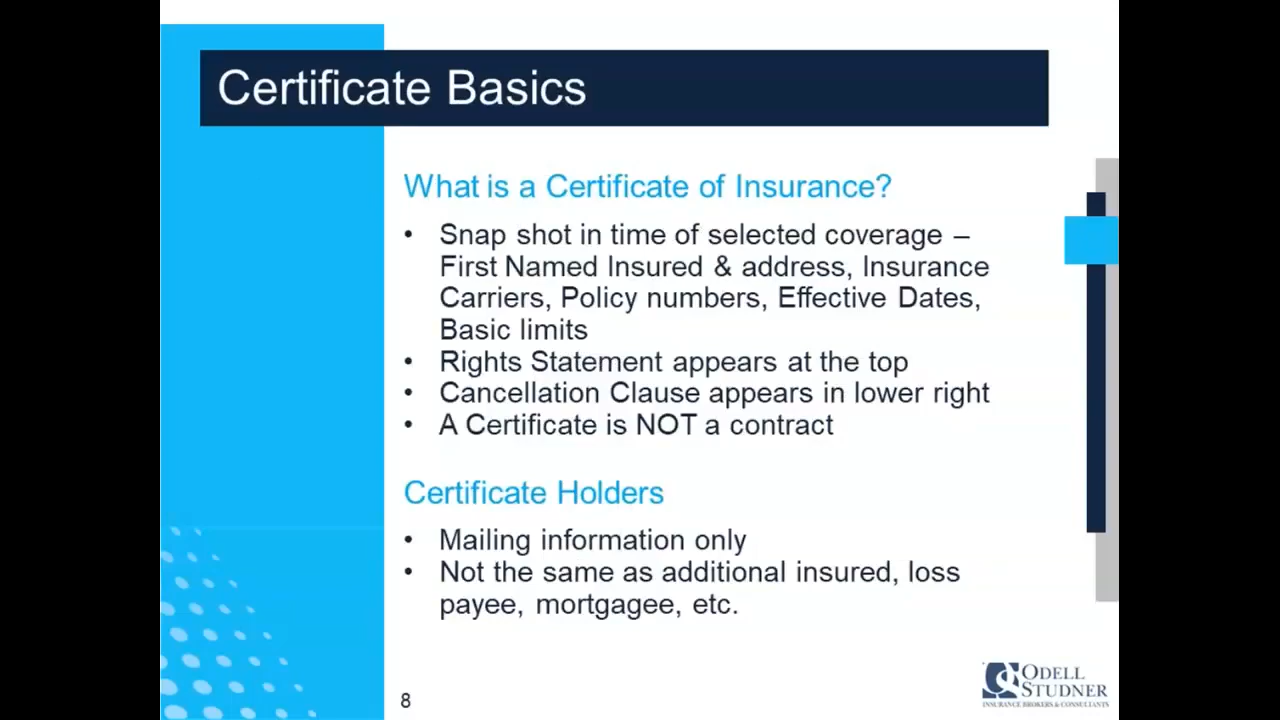 Certificate Basics
What is a Certificate of Insurance?
• Snap shot in time of selected coverage –
First Named Insured & address, Insurance
Carriers, Policy numbers, Effective Dates,
Basic limits
• Rights Statement appears at the top
• Cancellation Clause appears in lower right
• A Certificate is NOT a contract
Certificate Holders
• Mailing information only
• Not the same as additional insured, loss
payee, mortgagee, etc.
8
ODELL
STUDNER
INSURANCE BROKERS & CONSULTANTS